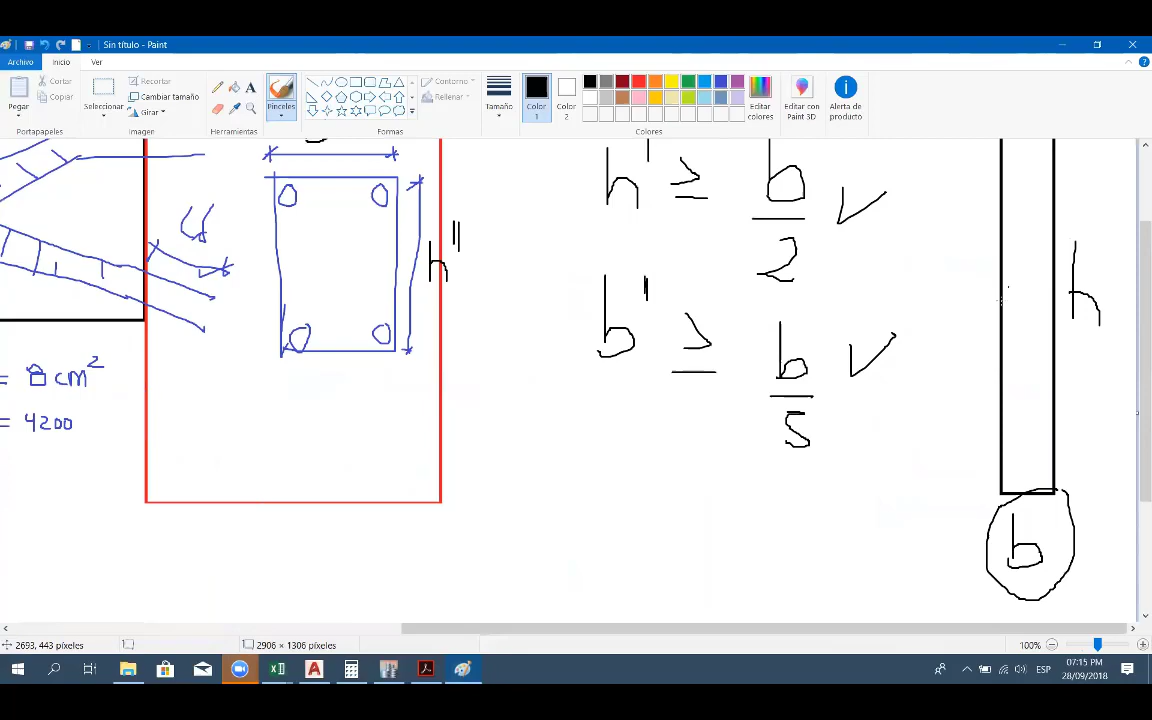 Sin título - Paint
Archivo Inicio Ver
Pegar
Cortar
Copiar
Portapapeles
Seleccionar
Recortar
Cambiar tamaño
Girar
Imagen
A
Herramientas
Pinceles
Contorno
Rellenar
Formas
Tamaño
Color 1
Color 2
Editar colores
Colores
Editar con Paint 3D
Alerta de producto
h"
= 8 cm²
= 4200
h' ≥ b/2 ✓
b' ≥ b/5 ✓
h
b
2693, 443 píxeles
2906 × 1306 píxeles
100%
ESP
07:15 PM
28/09/2018